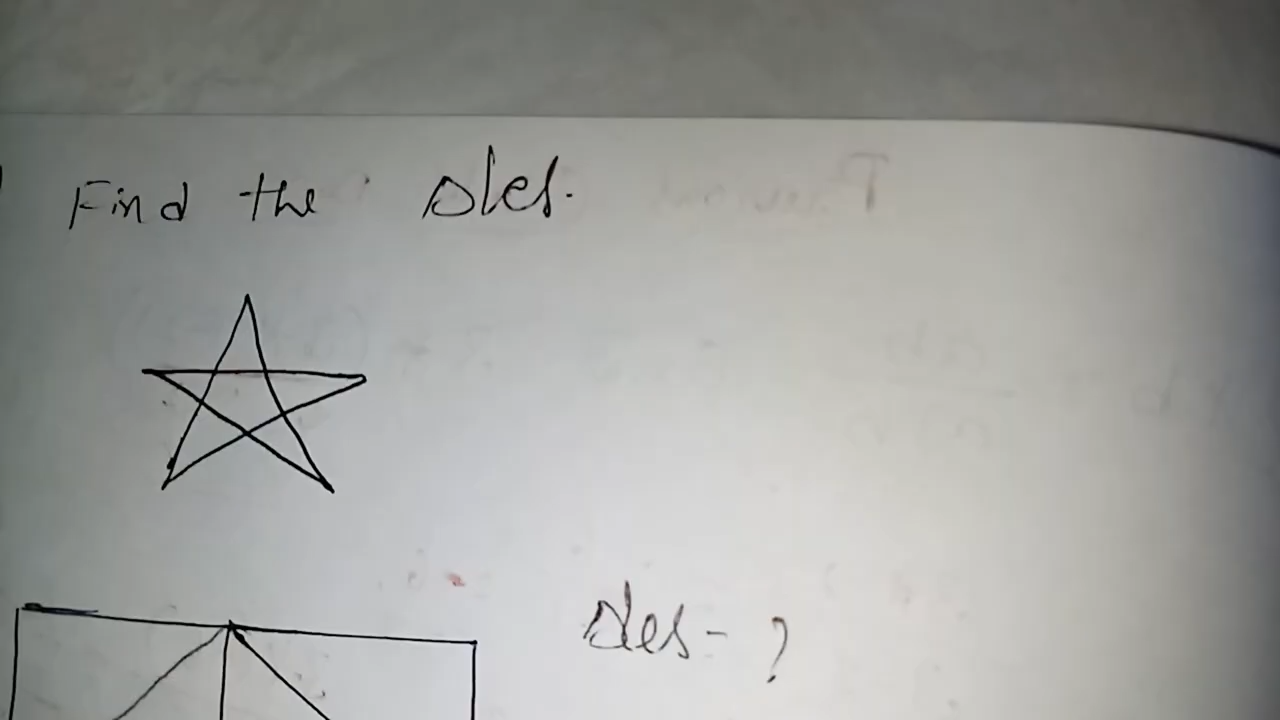 Find the Δles.
Δles- ?